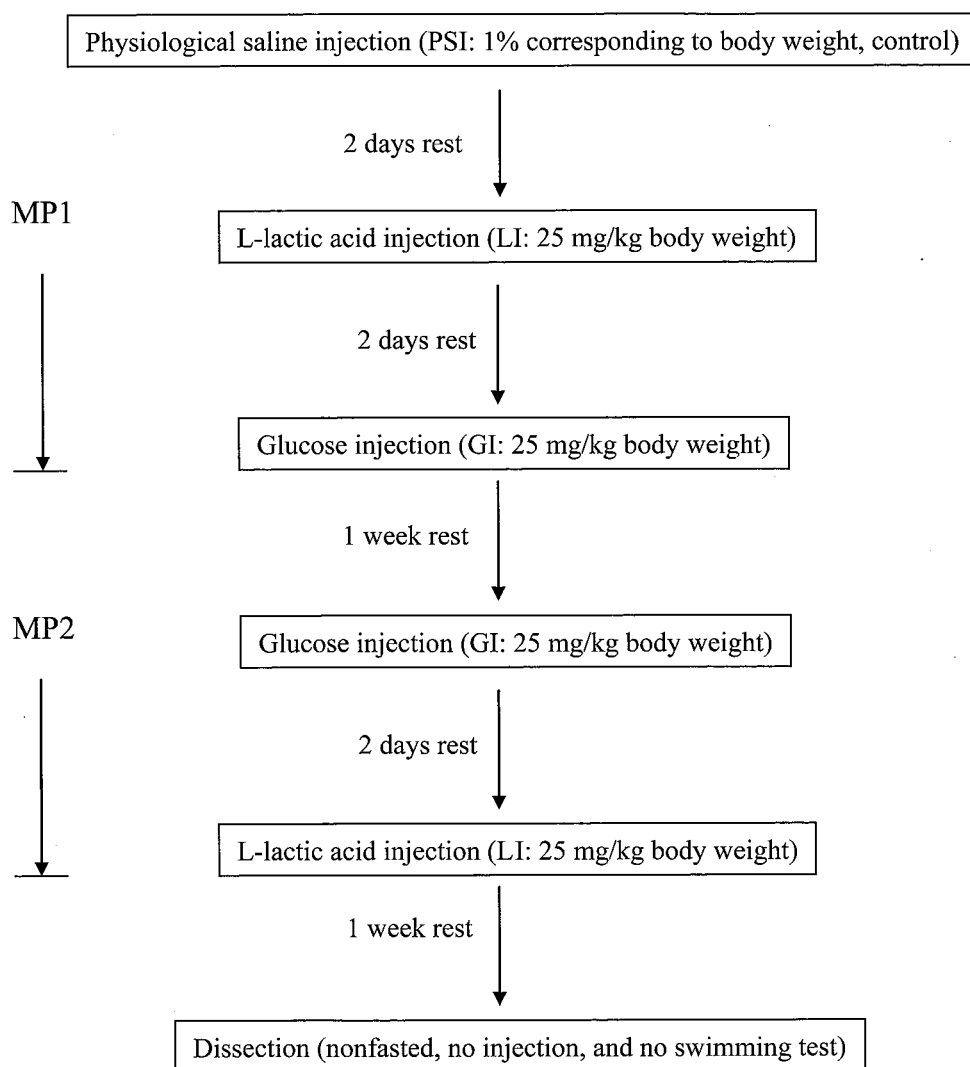 Physiological saline injection (PSI: 1% corresponding to body weight, control)
2 days rest
MP1
L-lactic acid injection (LI: 25 mg/kg body weight)
2 days rest
Glucose injection (GI: 25 mg/kg body weight)
1 week rest
MP2
Glucose injection (GI: 25 mg/kg body weight)
2 days rest
L-lactic acid injection (LI: 25 mg/kg body weight)
1 week rest
Dissection (nonfasted, no injection, and no swimming test)